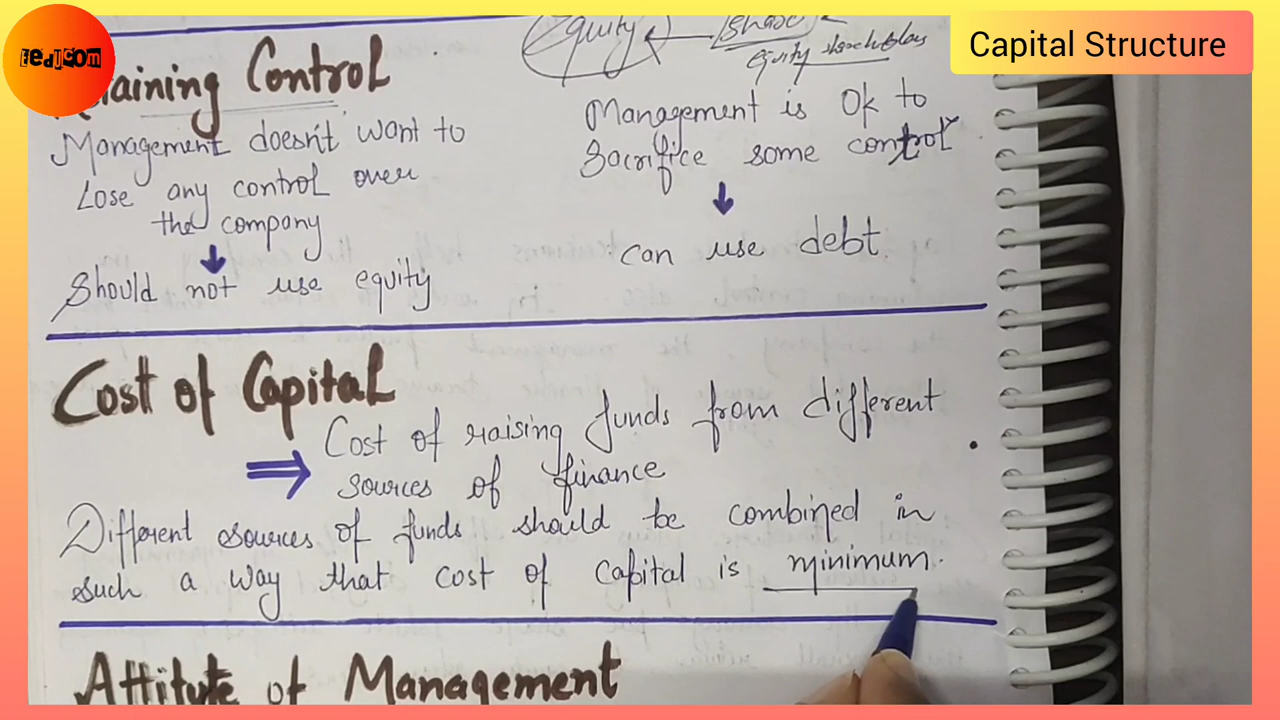 Capital Structure
Equity
share
equity
Control
Management doesn't want to
Lose any control over
the company
Should not use equity
Management is Ok to
Sacrifice some control
can use debt
Cost of Capital
Cost of raising funds from different
sources of finance
Different sources of funds should be combined in
such a way that cost of capital is minimum.
Attitute of Management